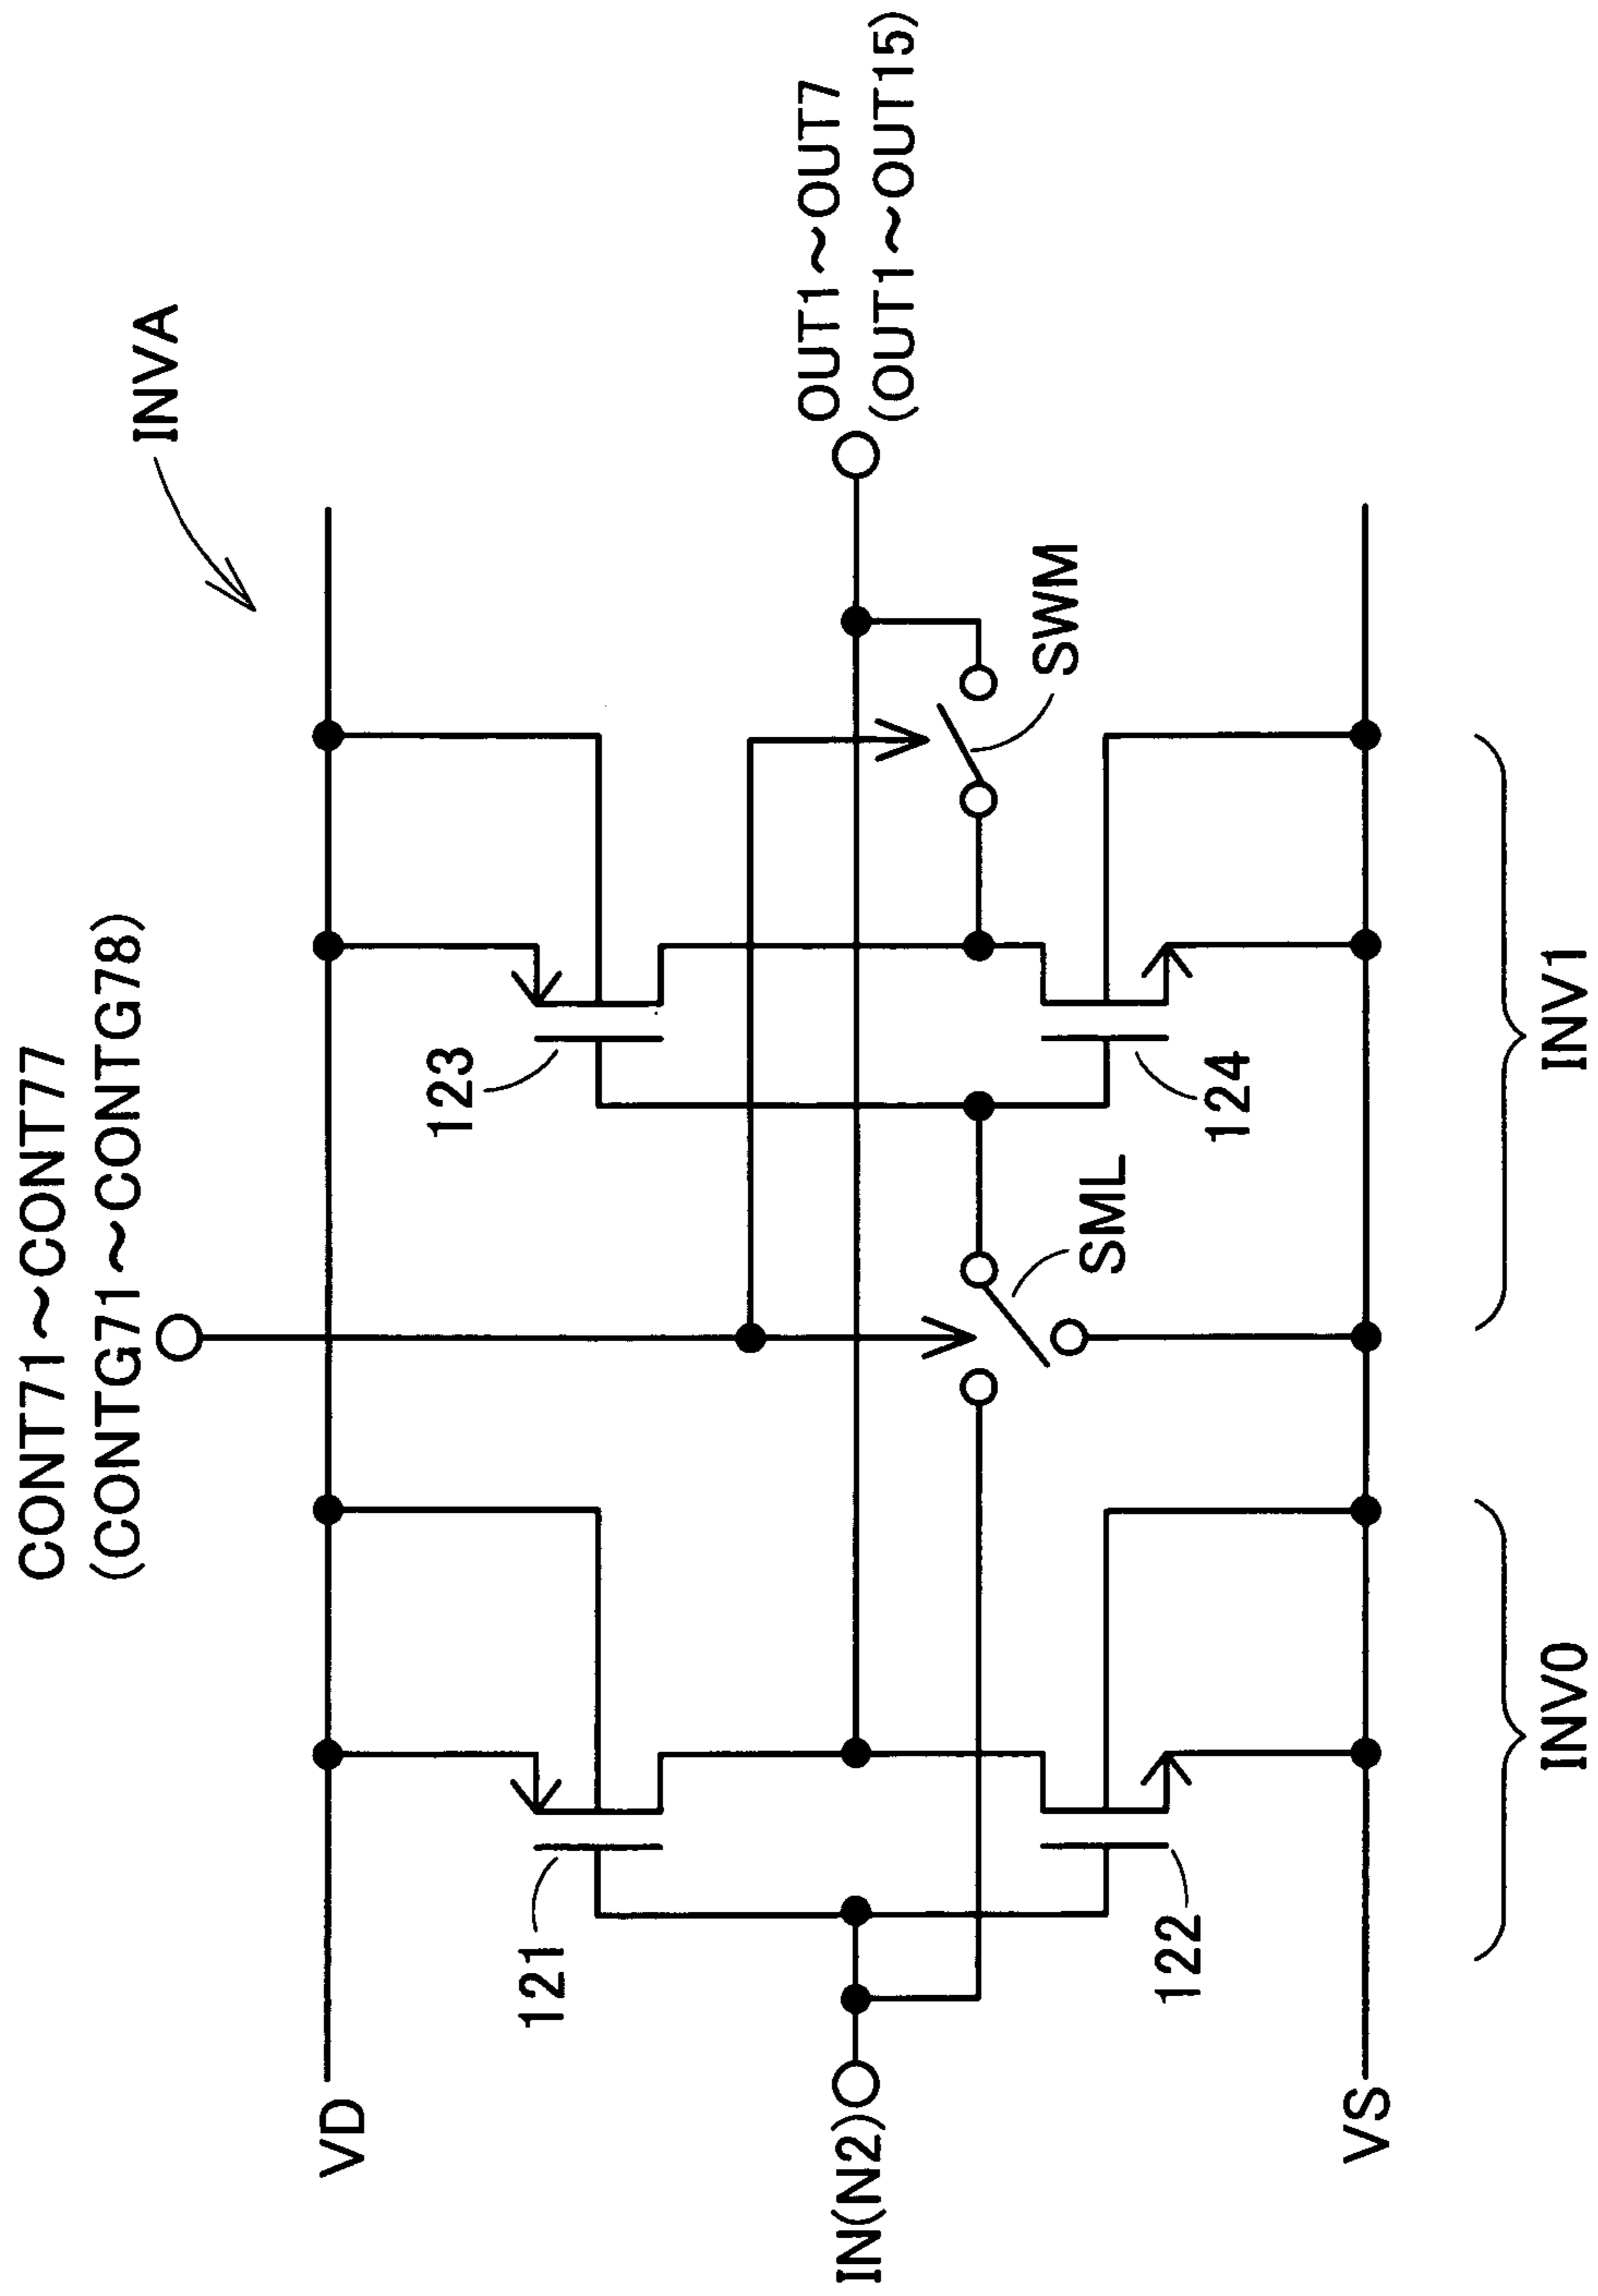 INVA
CONT71~CONT77
(CONTG71~CONTG78)
VD
121
123
OUT1~OUT7
(OUT1~OUT15)
IN(N2)
SML
SWM
122
124
VS
INV0
INV1